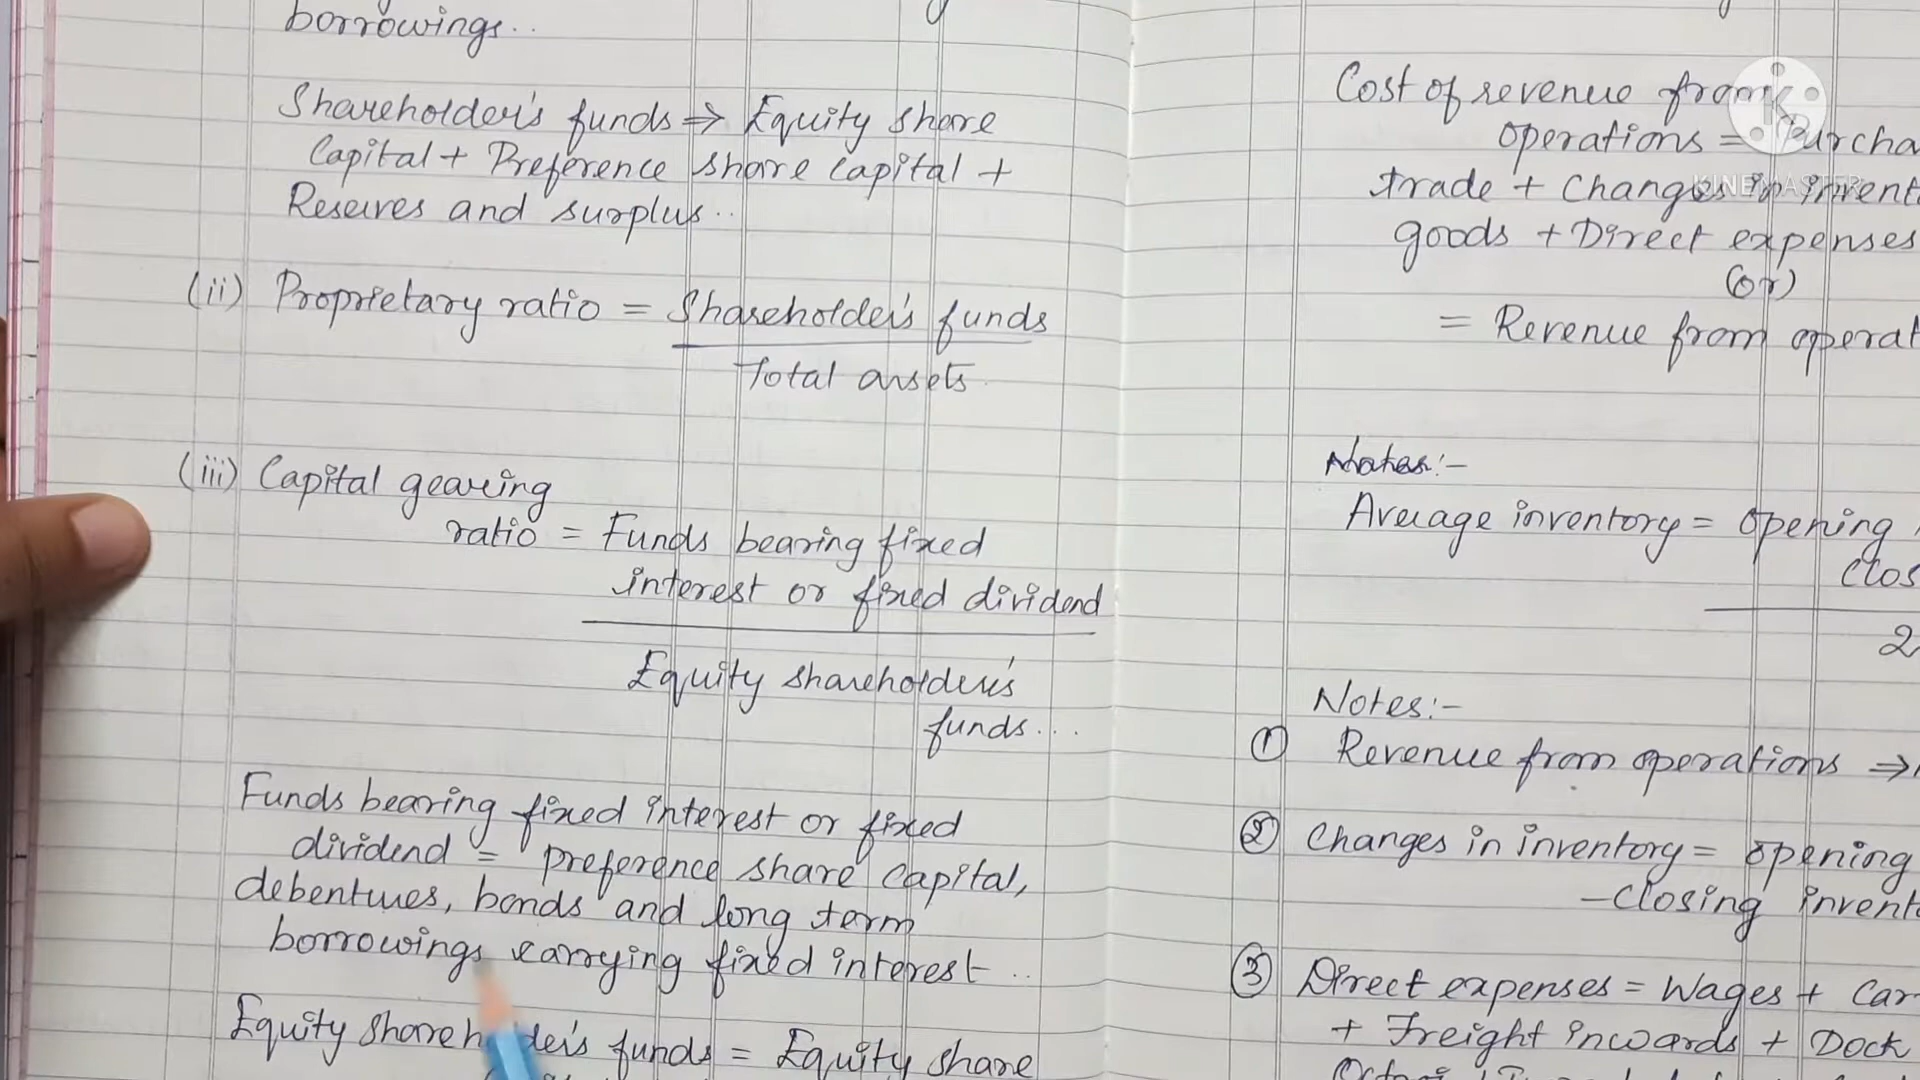 borrowings..
Shareholder's funds ⇒ Equity share
Capital + Preference share capital +
Reserves and surplus..
(ii) Proprietary ratio = Shareholder's funds
Total assets
(iii) Capital gearing
ratio = Funds bearing fixed
interest or fixed dividend
Equity shareholder's
funds...
Funds bearing fixed interest or fixed
dividend = preference share capital,
debentures, bonds and long term
borrowings carrying fixed interest..
Equity shareholder's funds = Equity share
Cost of revenue from
operations = Purcha
trade + Changes in invent
goods + Direct expenses
(or)
= Revenue from operat
Notes:-
Average inventory = opening
Clos
2
Notes:-
① Revenue from operations ⇒
② Changes in inventory = opening
- closing invent
③ Direct expenses = Wages + Car
+ Freight inwards + Dock
KINEMASTER